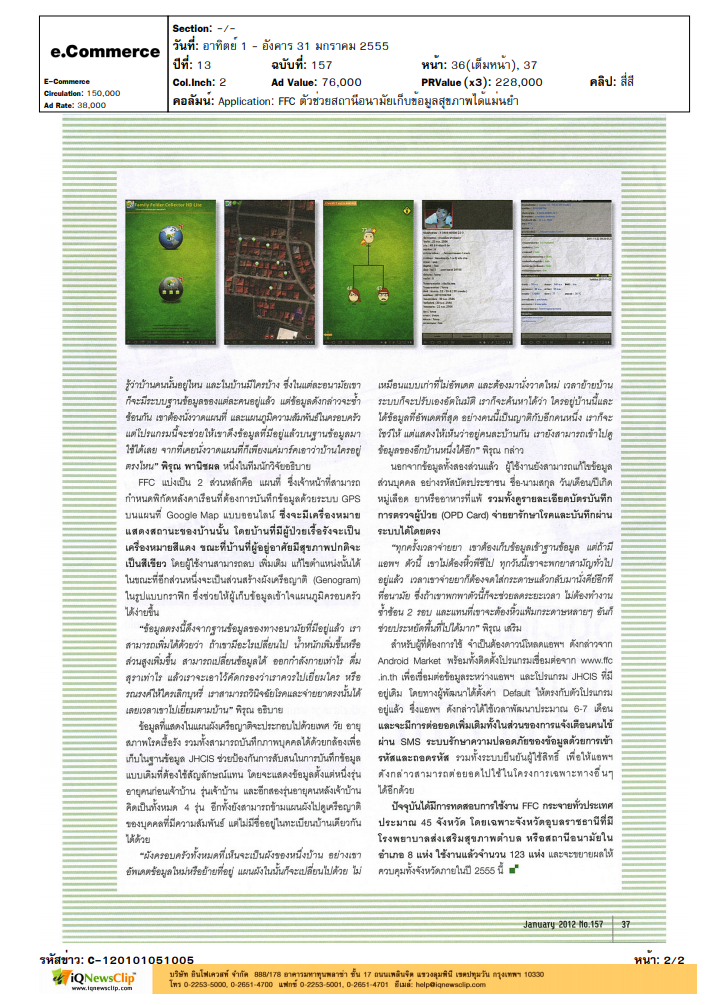 e.Commerce
E-Commerce
Circulation: 150,000
Ad Rate: 38,000
Section: -/-
วันที่: อาทิตย์ 1 - อังคาร 31 มกราคม 2555
ปีที่: 13 ฉบับที่: 157 หน้า: 36(เต็มหน้า), 37
Col.Inch: 2 Ad Value: 76,000 PRValue (x3): 228,000 คลิป: สี่สี
คอลัมน์: Application: FFC ตัวช่วยสถานีอนามัยเก็บข้อมูลสุขภาพได้แม่นยำ
Family Folder Collector HD Lite
รู้ว่าบ้านคนนั้นอยู่ไหน และในบ้านมีใครบ้าง ซึ่งในแต่ละอนามัยเขา
ก็จะมีระบบฐานข้อมูลของแต่ละคนอยู่แล้ว แต่ข้อมูลดังกล่าวจะซ้ำ
ซ้อนกัน เขาต้องนั่งวาดแผนที่ และแผนภูมิความสัมพันธ์ในครอบครัว
แต่โปรแกรมนี้จะช่วยให้เขาดึงข้อมูลที่มีอยู่แล้วบนฐานข้อมูลมา
ใช้ได้เลย จากที่เคยนั่งวาดแผนที่ก็เพียงแค่มาร์คเอาว่าบ้านใครอยู่
ตรงไหน" พิรุณ พานิชผล หนึ่งในทีมนักวิจัยอธิบาย
FFC แบ่งเป็น 2 ส่วนหลักคือ แผนที่ ซึ่งเจ้าหน้าที่สามารถ
กำหนดพิกัดหลังคาเรือนที่ต้องการบันทึกข้อมูลด้วยระบบ GPS
บนแผนที่ Google Map แบบออนไลน์ ซึ่งจะมีเครื่องหมาย
แสดงสถานะของบ้านนั้น โดยบ้านที่มีผู้ป่วยเรื้อรังจะเป็น
เครื่องหมายสีแดง ขณะที่บ้านที่ผู้อยู่อาศัยมีสุขภาพปกติจะ
เป็นสีเขียว โดยผู้ใช้งานสามารถลบ เพิ่มเติม แก้ไขตำแหน่งนั้นได้
ในขณะที่อีกส่วนหนึ่งจะเป็นส่วนสร้างผังเครือญาติ (Genogram)
ในรูปแบบกราฟิก ซึ่งช่วยให้ผู้เก็บข้อมูลเข้าใจแผนภูมิครอบครัว
ได้ง่ายขึ้น
"ข้อมูลตรงนี้ดึงจากฐานข้อมูลของทางอนามัยที่มีอยู่แล้ว เรา
สามารถเพิ่มได้ด้วยว่า ถ้าเขามีอะไรเปลี่ยนไป น้ำหนักเพิ่มขึ้นหรือ
ส่วนสูงเพิ่มขึ้น สามารถเปลี่ยนข้อมูลได้ ออกกำลังกายเท่าไร ดื่ม
สุราเท่าไร แล้วเราจะเอาไว้คัดกรองว่าเราควรไปเยี่ยมใคร หรือ
รณรงค์ให้ใครเลิกบุหรี่ เราสามารถวินิจฉัยโรคและจ่ายยาตรงนั้นได้
เลยเวลาเขาไปเยี่ยมตามบ้าน" พิรุณ อธิบาย
ข้อมูลที่แสดงในแผนผังเครือญาติจะประกอบไปด้วยเพศ วัย อายุ
สภาพโรคเรื้อรัง รวมทั้งสามารถบันทึกภาพบุคคลได้ด้วยกล้องเพื่อ
เก็บในฐานข้อมูล JHCIS ช่วยป้องกันการสับสนในการบันทึกข้อมูล
แบบเดิมที่ต้องใช้สัญลักษณ์แทน โดยจะแสดงข้อมูลตั้งแต่หนึ่งรุ่น
อายุคนก่อนเจ้าบ้าน รุ่นเจ้าบ้าน และอีกสองรุ่นอายุคนหลังเจ้าบ้าน
คิดเป็นทั้งหมด 4 รุ่น อีกทั้งยังสามารถข้ามแผนผังไปดูเครือญาติ
ของบุคคลที่มีความสัมพันธ์ แต่ไม่มีชื่ออยู่ในทะเบียนบ้านเดียวกัน
ได้ด้วย
"ผังครอบครัวทั้งหมดที่เห็นจะเป็นผังของหนึ่งบ้าน อย่างเขา
อัพเดตข้อมูลใหม่หรือย้ายที่อยู่ แผนผังในนั้นก็จะเปลี่ยนไปด้วย ไม่
เหมือนแบบเก่าที่ไม่อัพเดต และต้องมานั่งวาดใหม่ เวลาย้ายบ้าน
ระบบก็จะปรับเองอัตโนมัติ เราก็จะค้นหาได้ว่า ใครอยู่บ้านนี้และ
ได้ข้อมูลที่อัพเดตที่สุด อย่างคนนี้เป็นญาติกับอีกคนหนึ่ง เราก็จะ
โชว์ให้ แต่แสดงให้เห็นว่าอยู่คนละบ้านกัน เรายังสามารถเข้าไปดู
ข้อมูลของอีกบ้านหนึ่งได้อีก" พิรุณ กล่าว
นอกจากข้อมูลทั้งสองส่วนแล้ว ผู้ใช้งานยังสามารถแก้ไขข้อมูล
ส่วนบุคคล อย่างรหัสบัตรประชาชน ชื่อ-นามสกุล วัน/เดือน/ปีเกิด
หมู่เลือด ยาหรืออาหารที่แพ้ รวมทั้งดูรายละเอียดบัตรบันทึก
การตรวจผู้ป่วย (OPD Card) จ่ายยารักษาโรคและบันทึกผ่าน
ระบบได้โดยตรง
"ทุกครั้งเวลาจ่ายยา เขาต้องเก็บข้อมูลเข้าฐานข้อมูล แต่ถ้ามี
แอพฯ ตัวนี้ เขาไม่ต้องหิ้วพีซีไป ทุกวันนี้เขาจะพกยาสามัญทั่วไป
อยู่แล้ว เวลาเขาจ่ายยาก็ต้องจดใส่กระดาษแล้วกลับมานั่งคีย์อีกที
ที่อนามัย ซึ่งถ้าเขาพกพาตัวนี้ก็จะช่วยลดระยะเวลา ไม่ต้องทำงาน
ซ้ำซ้อน 2 รอบ และแทนที่เขาจะต้องหิ้วแฟ้มกระดาษหลายๆ อันก็
ช่วยประหยัดพื้นที่ไปได้มาก" พิรุณ เสริม
สำหรับผู้ที่ต้องการใช้ จำเป็นต้องดาวน์โหลดแอพฯ ดังกล่าวจาก
Android Market พร้อมทั้งติดตั้งโปรแกรมเชื่อมต่อจาก www.ffc
.in.th เพื่อเชื่อมต่อข้อมูลระหว่างแอพฯ และโปรแกรม JHCIS ที่มี
อยู่เดิม โดยทางผู้พัฒนาได้ตั้งค่า Default ให้ตรงกับตัวโปรแกรม
อยู่แล้ว ซึ่งแอพฯ ดังกล่าวได้ใช้เวลาพัฒนาประมาณ 6-7 เดือน
และจะมีการต่อยอดเพิ่มเติมทั้งในส่วนของการแจ้งเตือนคนไข้
ผ่าน SMS ระบบรักษาความปลอดภัยของข้อมูลด้วยการเข้า
รหัสและถอดรหัส รวมทั้งระบบยืนยันผู้ใช้สิทธิ์ เพื่อให้แอพฯ
ดังกล่าวสามารถต่อยอดไปใช้ในโครงการเฉพาะทางอื่นๆ
ได้อีกด้วย
ปัจจุบันได้มีการทดสอบการใช้งาน FFC กระจายทั่วประเทศ
ประมาณ 45 จังหวัด โดยเฉพาะจังหวัดอุบลราชธานีที่มี
โรงพยาบาลส่งเสริมสุขภาพตำบล หรือสถานีอนามัยใน
อำเภอ 8 แห่ง ใช้งานแล้วจำนวน 123 แห่ง และจะขยายผลให้
ควบคุมทั้งจังหวัดภายในปี 2555 นี้
January 2012 No.157 37
รหัสข่าว: C-120101051005 หน้า: 2/2
iQNewsClip
www.iqnewsclip.com
บริษัท อินโฟเควสท์ จำกัด 888/178 อาคารมหาทุนพลาซ่า ชั้น 17 ถนนเพลินจิต แขวงลุมพินี เขตปทุมวัน กรุงเทพฯ 10330
โทร 0-2253-5000, 0-2651-4700 แฟกซ์ 0-2253-5001, 0-2651-4701 อีเมล์: help@iqnewsclip.com